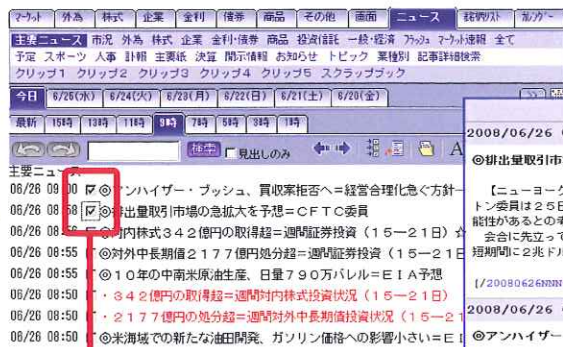 マーケット 外為 株式 企業 金利 債券 商品 その他 画面 ニュース 銘柄リスト カレンダー
主要ニュース 市況 外為 株式 企業 金利・債券 商品 投資信託 一般・経済 フラッシュ マーケット速報 全て
予定 スポーツ 人事 訃報 主要紙 決算 開示情報 お知らせ トピック 業種別 記事詳細検索
クリップ1 クリップ2 クリップ3 クリップ4 クリップ5 スクラップブック
今日 6/25(水) 6/24(火) 6/23(月) 6/22(日) 6/21(土) 6/20(金)
最新 15時 13時 11時 9時 7時 5時 3時 1時
検索 見出しのみ A
主要ニュース
06/26 09:00 ◎アンハイザー・ブッシュ、買収案拒否へ=経営合理化急ぐ方針―
06/26 08:58 ◎排出量取引市場の急拡大を予想=CFTC委員
06/26 08:56 ◎対内株式342億円の取得超=週間証券投資(15―21日)☆
06/26 08:55 ◎対外中長期債2177億円処分超=週間証券投資(15―21日
06/26 08:55 ◎10年の中南米原油生産、日量790万バレル=EIA予想
06/26 08:50 ・342億円の取得超=週間対内株式投資状況(15―21日)
06/26 08:50 ・2177億円の処分超=週間対外中長期債投資状況(15―21
06/26 08:50 ◎米海域での新たな油田開発、ガソリン価格への影響小さい=E
2008/06/26
◎排出量取引市
【ニューヨーク
トン委員は25日
能性があるとの考
会合に先立って
短期間に2兆ドル
[/20080626NNN
2008/06/26
◎アンハイザー